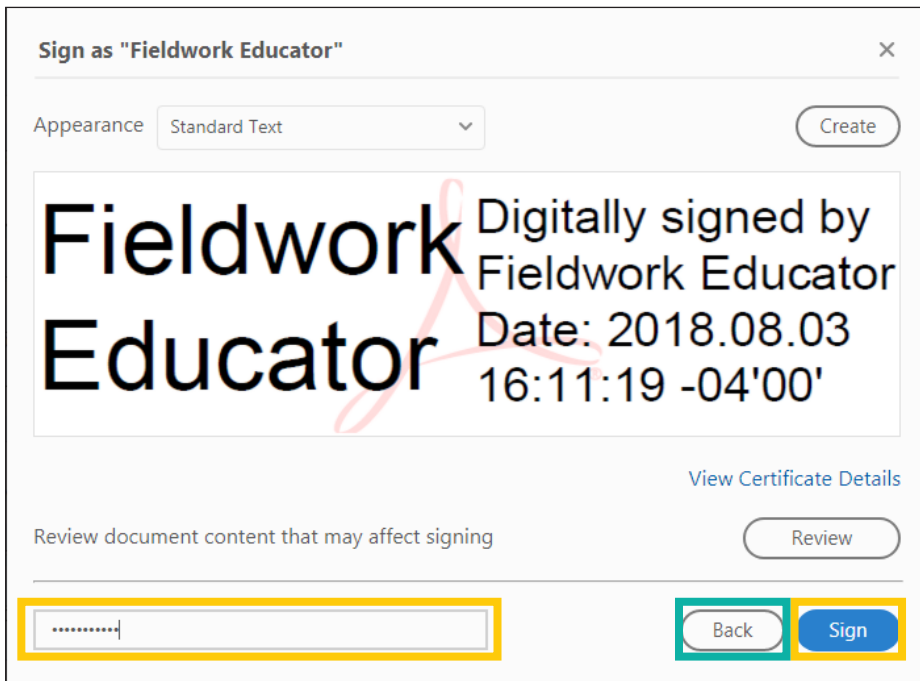 Sign as "Fieldwork Educator"
Appearance Standard Text Create
Fieldwork
Educator
Digitally signed by
Fieldwork Educator
Date: 2018.08.03
16:11:19 -04'00'
View Certificate Details
Review document content that may affect signing Review
••••••••••• Back Sign